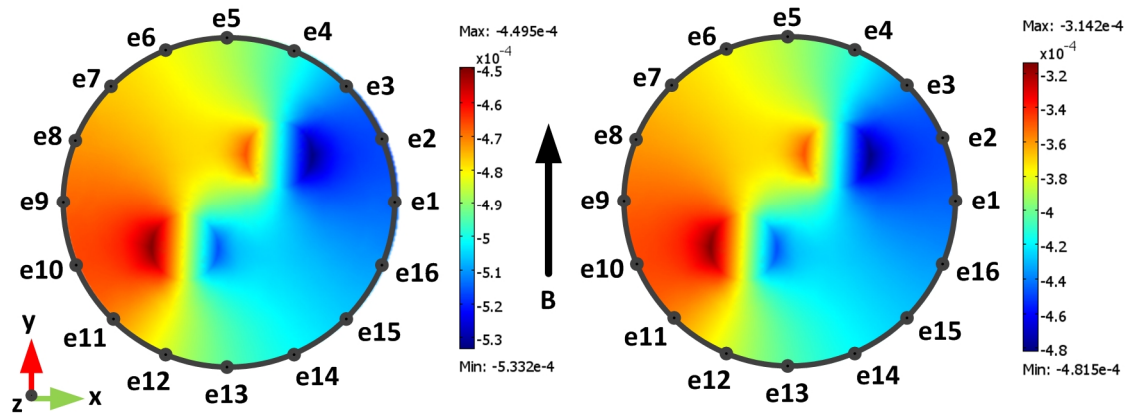 e5
e4
e6
e3
e7
e2
e8
e1
e9
e16
e10
e15
e11
e14
e12
e13
Max: -4.495e-4
x10⁻⁴
-4.5
-4.6
-4.7
-4.8
-4.9
-5
-5.1
-5.2
-5.3
Min: -5.332e-4
B
y
z
x
e5
e4
e6
e3
e7
e2
e8
e1
e9
e16
e10
e15
e11
e14
e12
e13
Max: -3.142e-4
x10⁻⁴
-3.2
-3.4
-3.6
-3.8
-4
-4.2
-4.4
-4.6
-4.8
Min: -4.815e-4